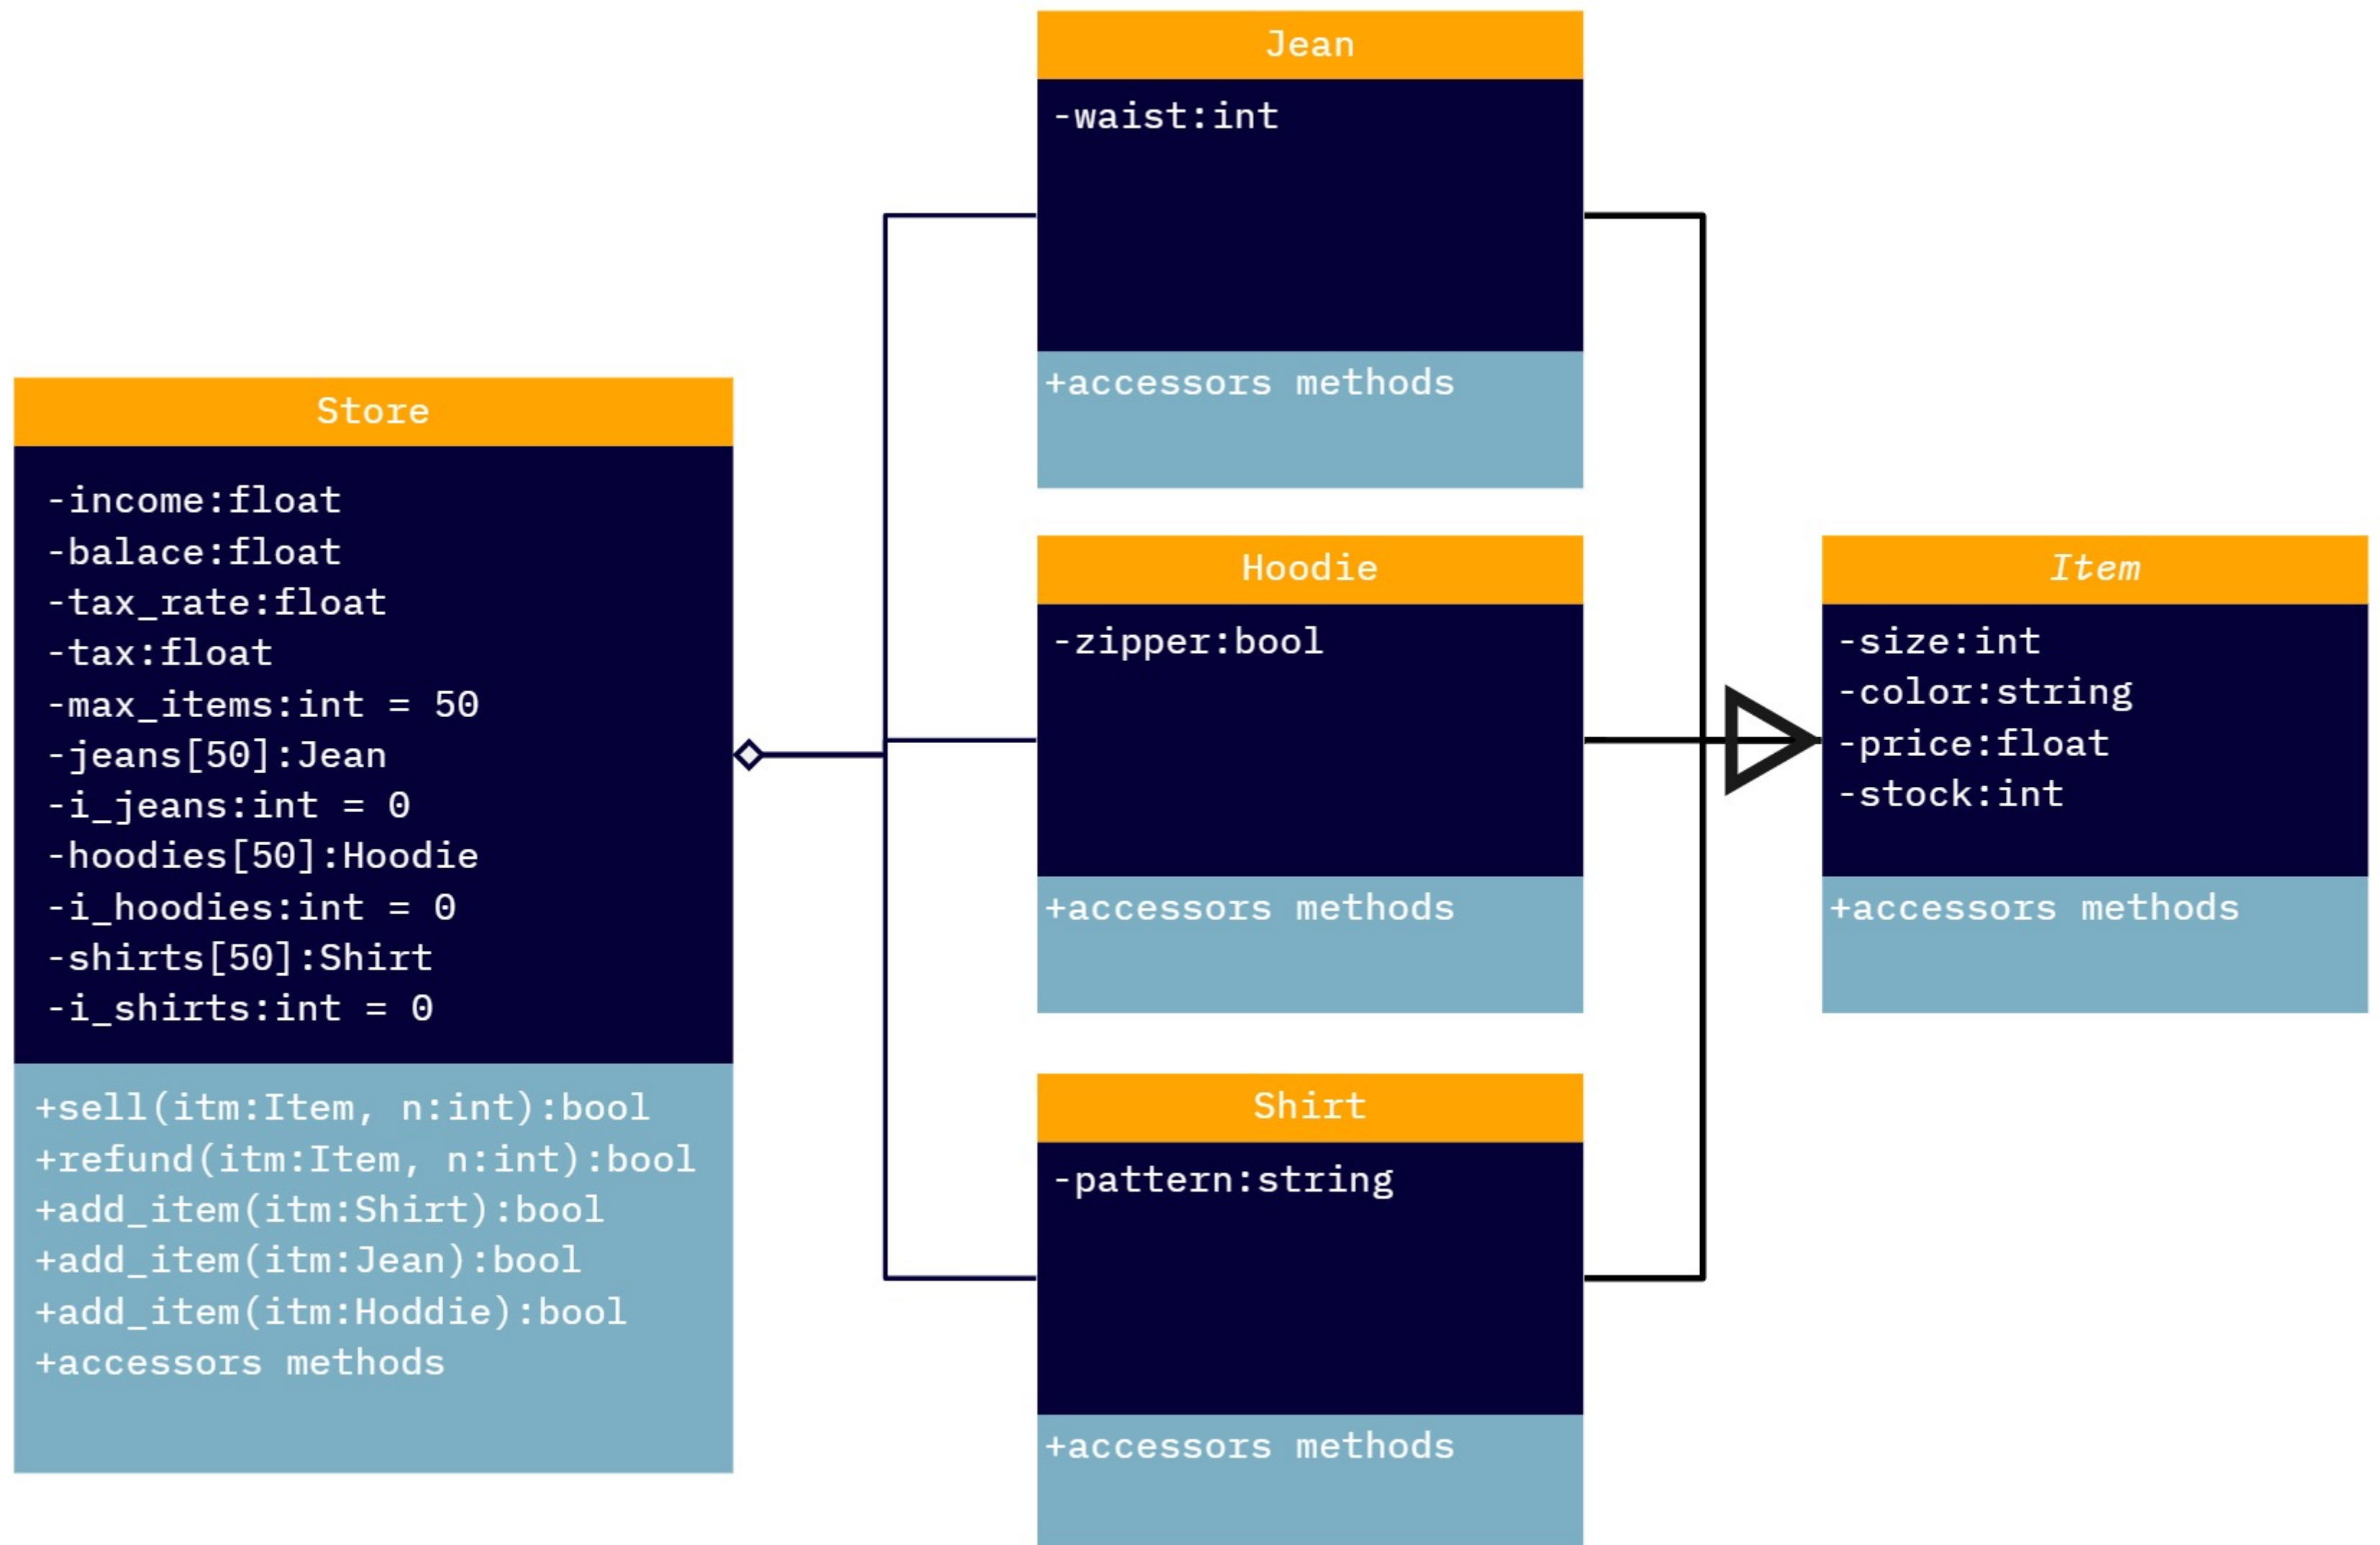 Store
-income:float
-balace:float
-tax_rate:float
-tax:float
-max_items:int = 50
-jeans[50]:Jean
-i_jeans:int = 0
-hoodies[50]:Hoodie
-i_hoodies:int = 0
-shirts[50]:Shirt
-i_shirts:int = 0
+sell(itm:Item, n:int):bool
+refund(itm:Item, n:int):bool
+add_item(itm:Shirt):bool
+add_item(itm:Jean):bool
+add_item(itm:Hoddie):bool
+accessors methods
Jean
-waist:int
+accessors methods
Hoodie
-zipper:bool
+accessors methods
Shirt
-pattern:string
+accessors methods
Item
-size:int
-color:string
-price:float
-stock:int
+accessors methods